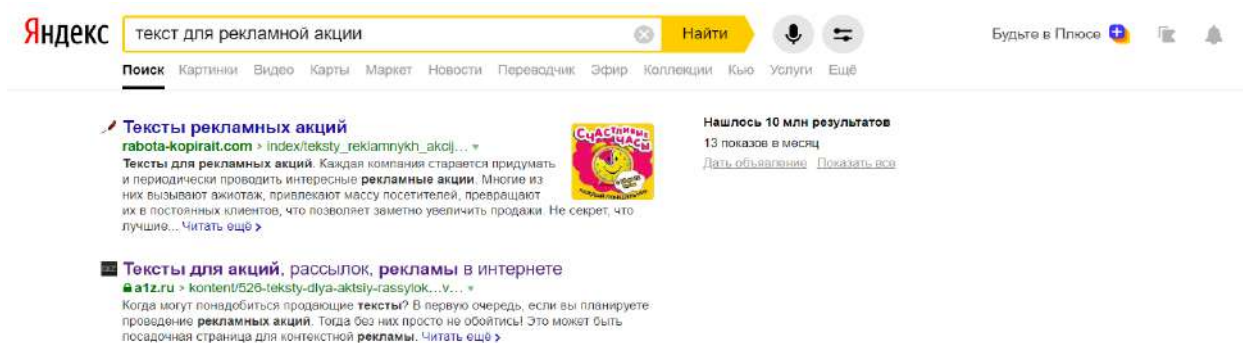 Яндекс
текст для рекламной акции
Найти
Будьте в Плюсе
Поиск Картинки Видео Карты Маркет Новости Переводчик Эфир Коллекции Кью Услуги Ещё
Тексты рекламных акций
rabota-kopirait.com › index/teksty_reklamnykh_akcij...
Тексты для рекламных акций. Каждая компания старается придумать
и периодически проводить интересные рекламные акции. Многие из
них вызывают ажиотаж, привлекают массу посетителей, превращают
их в постоянных клиентов, что позволяет заметно увеличить продажи. Не секрет, что
лучшие... Читать ещё ›
Счастливые
часы
Нашлось 10 млн результатов
13 показов в месяц
Дать объявление Показать все
Тексты для акций, рассылок, рекламы в интернете
a1z.ru › kontent/526-teksty-dlya-aktsiy-rassylok...v...
Когда могут понадобиться продающие тексты? В первую очередь, если вы планируете
проведение рекламных акций. Тогда без них просто не обойтись! Это может быть
посадочная страница для контекстной рекламы. Читать ещё ›